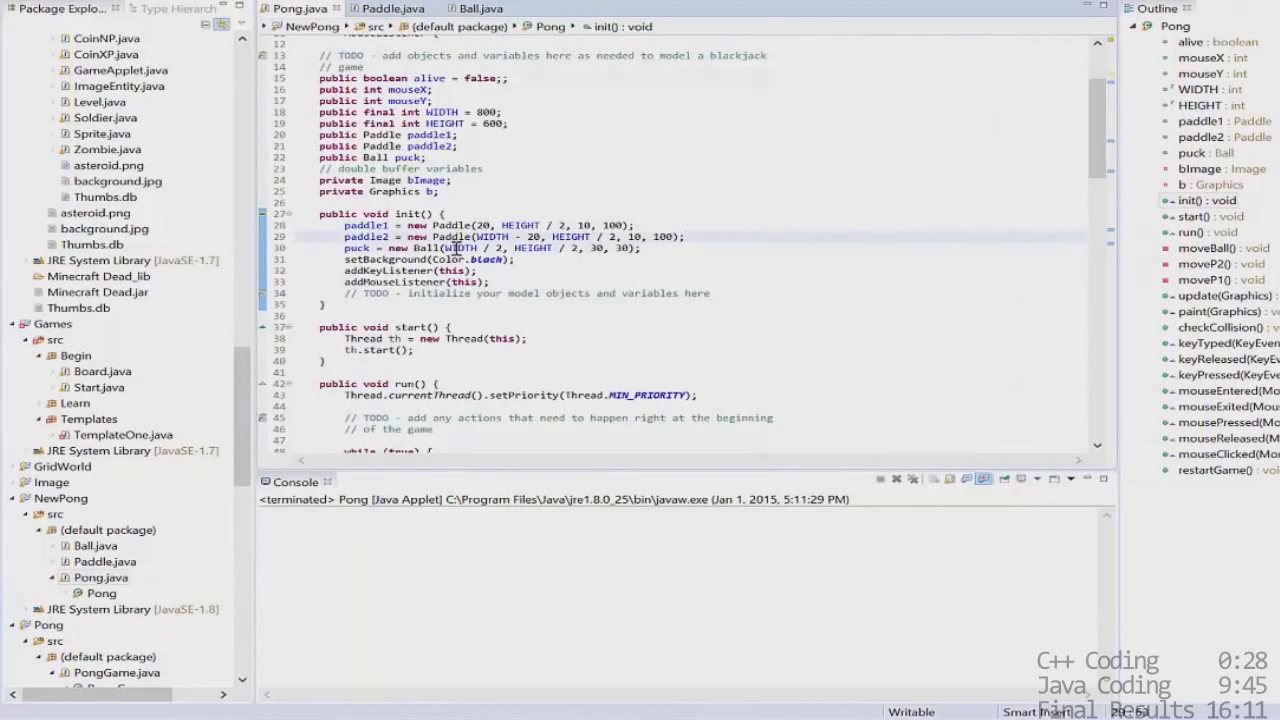 Package Explo...
Type Hierarch
CoinNP.java
CoinXP.java
GameApplet.java
ImageEntity.java
Level.java
Soldier.java
Sprite.java
Zombie.java
asteroid.png
background.jpg
Thumbs.db
asteroid.png
background.jpg
Thumbs.db
JRE System Library [JavaSE-1.7]
Minecraft Dead_lib
Minecraft Dead.jar
Thumbs.db
Games
src
Begin
Board.java
Start.java
Learn
Templates
TemplateOne.java
JRE System Library [JavaSE-1.7]
GridWorld
Image
NewPong
src
(default package)
Ball.java
Paddle.java
Pong.java
Pong
JRE System Library [JavaSE-1.8]
Pong
src
(default package)
PongGame.java
Pong.java
Paddle.java
Ball.java
NewPong src (default package) Pong init() : void
12
13 // TODO - add objects and variables here as needed to model a blackjack
14 // game
15 public boolean alive = false;;
16 public int mouseX;
17 public int mouseY;
18 public final int WIDTH = 800;
19 public final int HEIGHT = 600;
20 public Paddle paddle1;
21 public Paddle paddle2;
22 public Ball puck;
23 // double buffer variables
24 private Image bImage;
25 private Graphics b;
26
27 public void init() {
28 paddle1 = new Paddle(20, HEIGHT / 2, 10, 100);
29 paddle2 = new Paddle(WIDTH - 20, HEIGHT / 2, 10, 100);
30 puck = new Ball(WIDTH / 2, HEIGHT / 2, 30, 30);
31 setBackground(Color.black);
32 addKeyListener(this);
33 addMouseListener(this);
34 // TODO - initialize your model objects and variables here
35 }
36
37 public void start() {
38 Thread th = new Thread(this);
39 th.start();
40 }
41
42 public void run() {
43 Thread.currentThread().setPriority(Thread.MIN_PRIORITY);
44
45 // TODO - add any actions that need to happen right at the beginning
46 // of the game
47
48 while (true) {
Console
<terminated> Pong [Java Applet] C:\Program Files\Java\jre1.8.0_25\bin\javaw.exe (Jan 1, 2015, 5:11:29 PM)
Outline
Pong
alive : boolean
mouseX : int
mouseY : int
WIDTH : int
HEIGHT : int
paddle1 : Paddle
paddle2 : Paddle
puck : Ball
bImage : Image
b : Graphics
init() : void
start() : void
run() : void
moveBall() : void
moveP2() : void
moveP1() : void
update(Graphics) :
paint(Graphics) : v
checkCollision() :
keyTyped(KeyEven
keyReleased(KeyE
keyPressed(KeyEve
mouseEntered(Mo
mouseExited(Mou
mousePressed(Mo
mouseReleased(M
mouseClicked(Mo
restartGame() : vo
C++ Coding 0:28
Java Coding 9:45
Final Results 16:11
Writable
Smart Insert